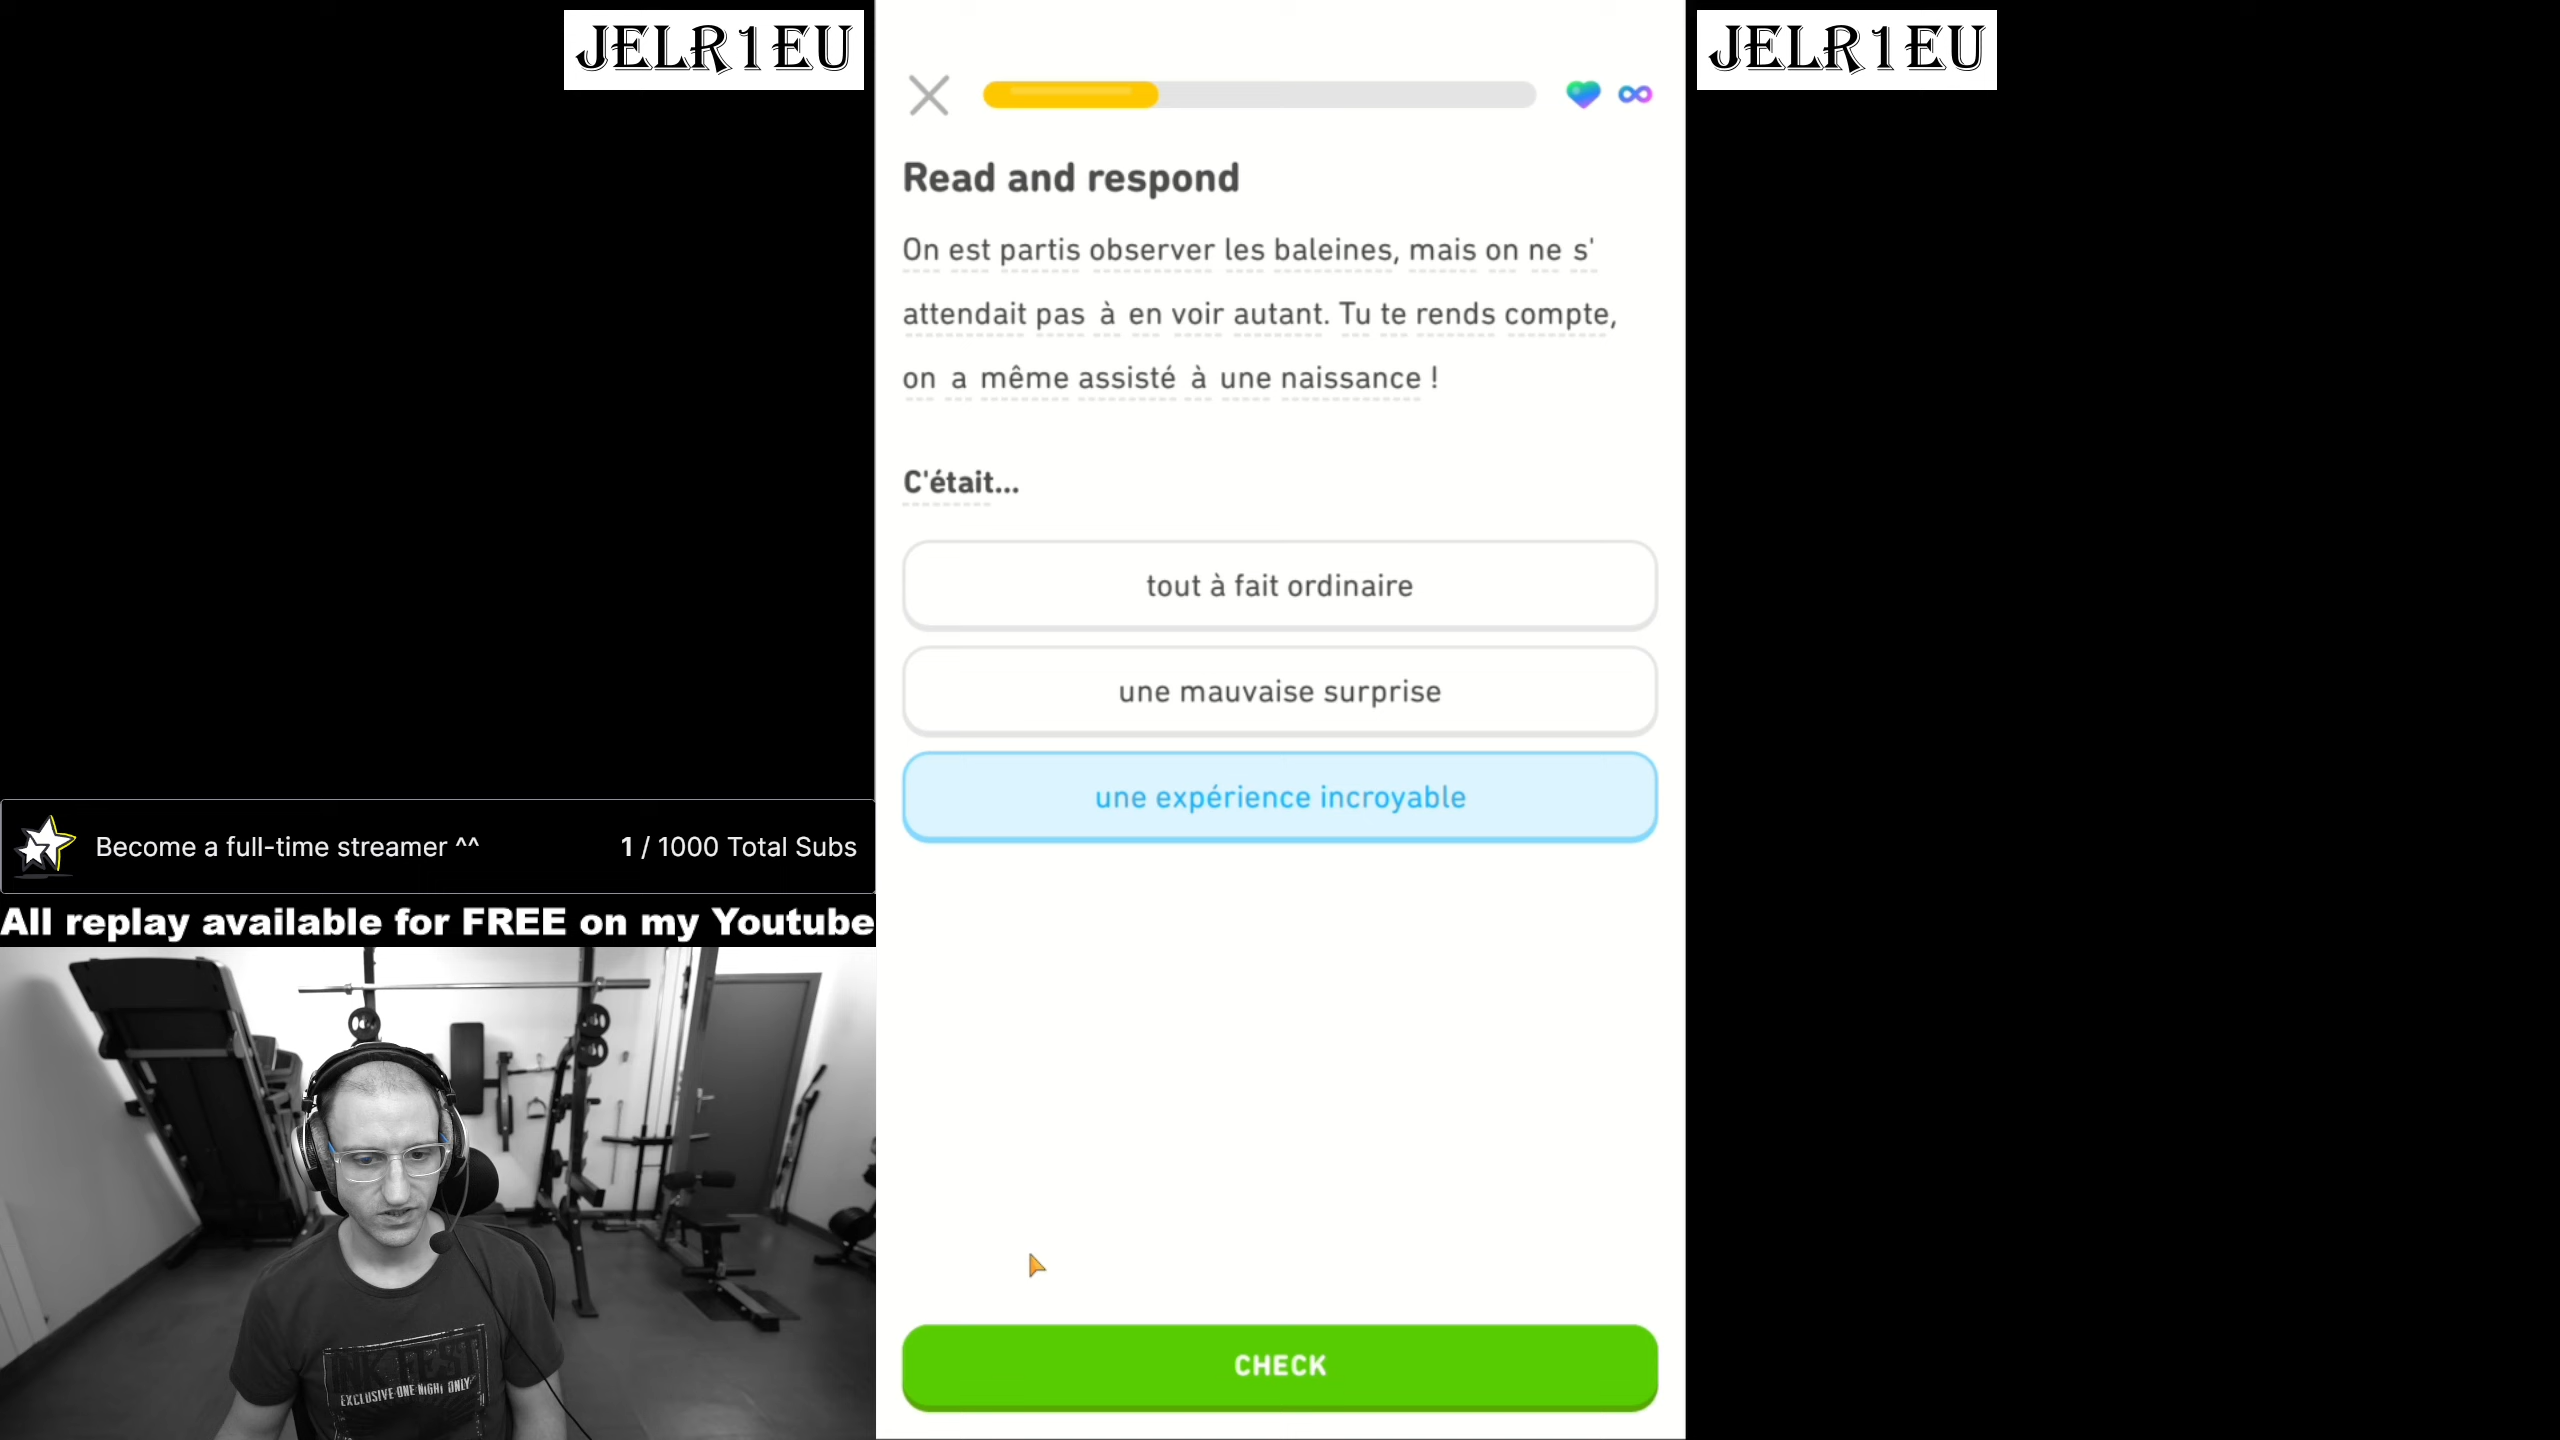 JELR1EU
JELR1EU
Read and respond
On est partis observer les baleines, mais on ne s'
attendait pas à en voir autant. Tu te rends compte,
on a même assisté à une naissance !
C'était...
tout à fait ordinaire
une mauvaise surprise
une expérience incroyable
CHECK
Become a full-time streamer ^^ 1 / 1000 Total Subs
All replay available for FREE on my Youtube
INK FEST
EXCLUSIVE ONE NIGHT ONLY